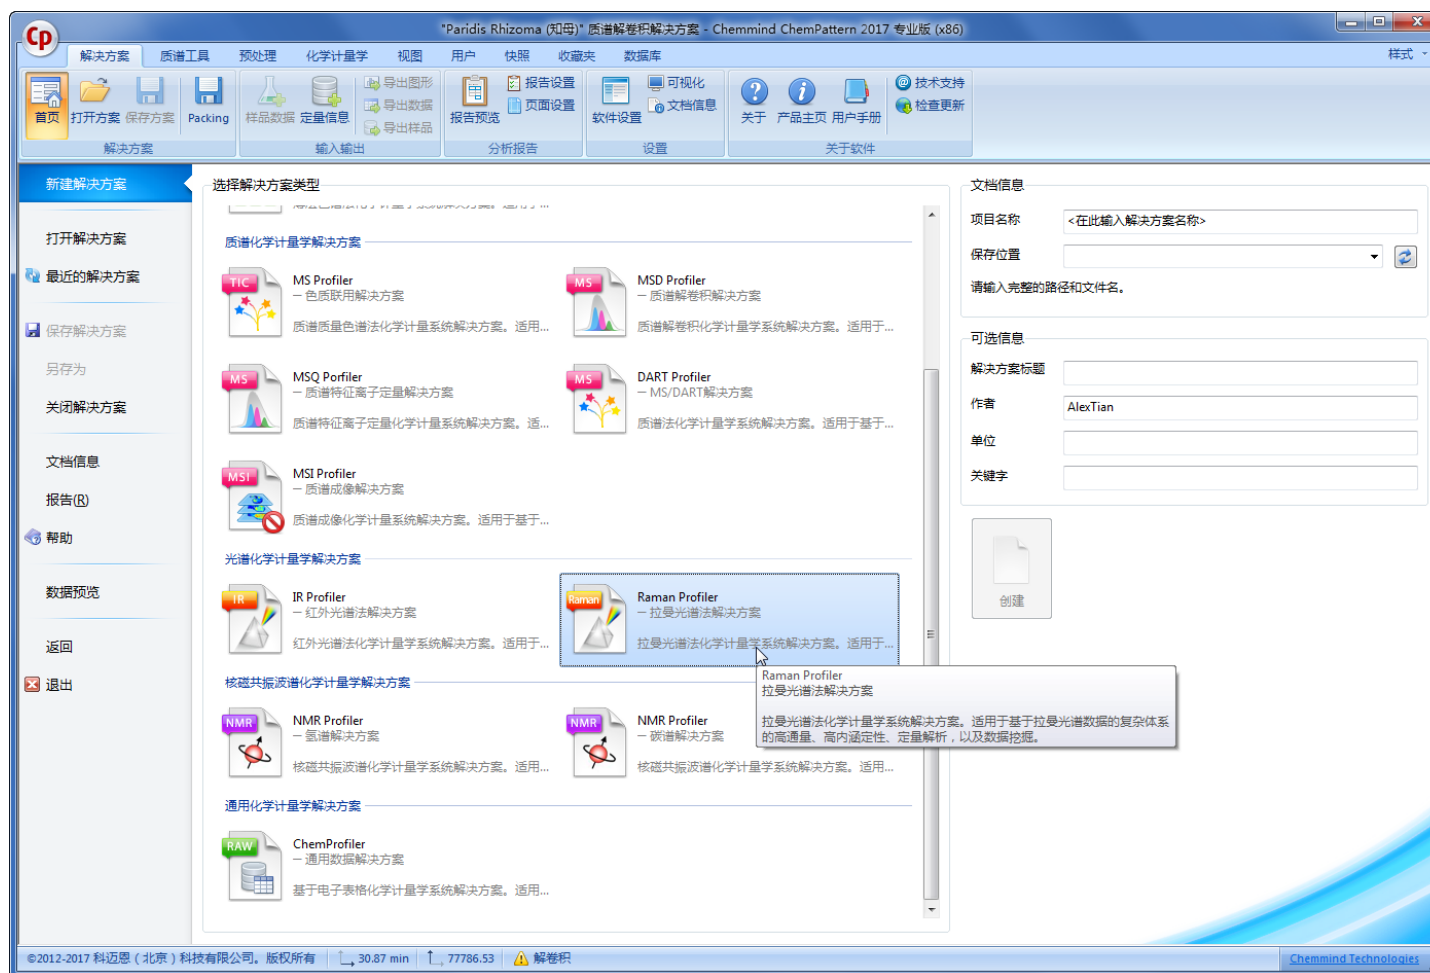 "Paridis Rhizoma (知母)" 质谱解卷积解决方案 - Chemmind ChemPattern 2017 专业版 (x86)
Cp
解决方案 质谱工具 预处理 化学计量学 视图 用户 快照 收藏夹 数据库 样式
首页 打开方案 保存方案 Packing 样品数据 定量信息 导出图形 导出数据 导出样品 报告预览 报告设置 页面设置 软件设置 可视化 文档信息 关于 产品主页 用户手册 技术支持 检查更新
解决方案 输入输出 分析报告 设置 关于软件
新建解决方案
打开解决方案
最近的解决方案
保存解决方案
另存为
关闭解决方案
文档信息
报告(R)
帮助
数据预览
返回
退出
选择解决方案类型
质谱化学计量学解决方案
TIC
MS Profiler
— 色质联用解决方案
质谱质量色谱法化学计量系统解决方案。适用...
MS
MSD Profiler
— 质谱解卷积解决方案
质谱解卷积化学计量学系统解决方案。适用于...
MS
MSQ Porfiler
— 质谱特征离子定量解决方案
质谱特征离子定量化学计量系统解决方案。适...
MS
DART Profiler
— MS/DART解决方案
质谱法化学计量学系统解决方案。适用于基于...
MSI
MSI Profiler
— 质谱成像解决方案
质谱成像化学计量系统解决方案。适用于基于...
光谱化学计量学解决方案
IR
IR Profiler
— 红外光谱法解决方案
红外光谱法化学计量学系统解决方案。适用于...
Raman
Raman Profiler
— 拉曼光谱法解决方案
拉曼光谱法化学计量学系统解决方案。适用于...
Raman Profiler
拉曼光谱法解决方案
拉曼光谱法化学计量学系统解决方案。适用于基于拉曼光谱数据的复杂体系
的高通量、高内涵定性、定量解析，以及数据挖掘。
核磁共振波谱化学计量学解决方案
NMR
NMR Profiler
— 氢谱解决方案
核磁共振波谱化学计量学系统解决方案。适用...
NMR
NMR Profiler
— 碳谱解决方案
核磁共振波谱化学计量学系统解决方案。适用...
通用化学计量学解决方案
RAW
ChemProfiler
— 通用数据解决方案
基于电子表格化学计量学系统解决方案。适用...
文档信息
项目名称 <在此输入解决方案名称>
保存位置
请输入完整的路径和文件名。
可选信息
解决方案标题
作者 AlexTian
单位
关键字
创建
©2012-2017 科迈恩（北京）科技有限公司。版权所有 30.87 min 77786.53 解卷积 Chemmind Technologies